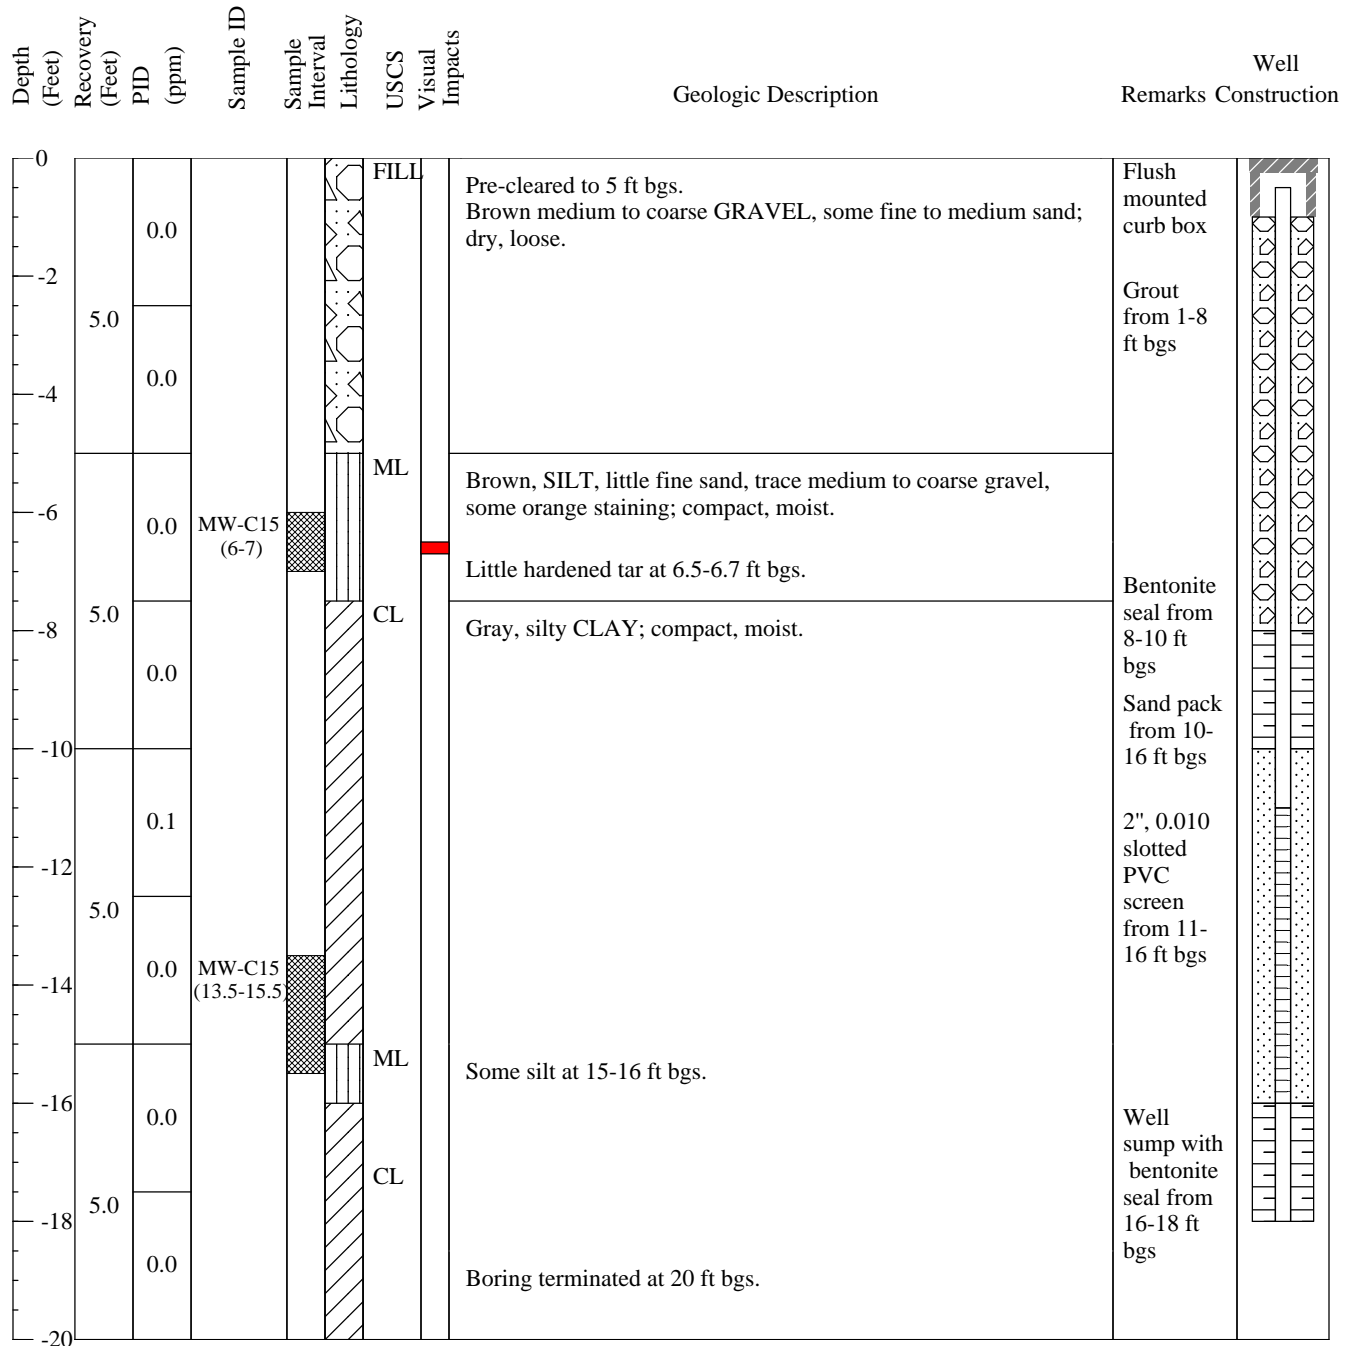 Depth
(Feet)
Recovery
(Feet)
PID
(ppm)
Sample ID
Sample
Interval
Lithology
USCS
Visual
Impacts
Geologic Description
Remarks
Well
Construction
0
-2
-4
-6
-8
-10
-12
-14
-16
-18
-20
5.0
5.0
5.0
5.0
0.0
0.0
0.0
0.0
0.1
0.0
0.0
0.0
MW-C15
(6-7)
MW-C15
(13.5-15.5)
FILL
ML
CL
ML
CL
Pre-cleared to 5 ft bgs.
Brown medium to coarse GRAVEL, some fine to medium sand;
dry, loose.
Brown, SILT, little fine sand, trace medium to coarse gravel,
some orange staining; compact, moist.
Little hardened tar at 6.5-6.7 ft bgs.
Gray, silty CLAY; compact, moist.
Some silt at 15-16 ft bgs.
Boring terminated at 20 ft bgs.
Flush
mounted
curb box
Grout
from 1-8
ft bgs
Bentonite
seal from
8-10 ft
bgs
Sand pack
from 10-
16 ft bgs
2", 0.010
slotted
PVC
screen
from 11-
16 ft bgs
Well
sump with
bentonite
seal from
16-18 ft
bgs